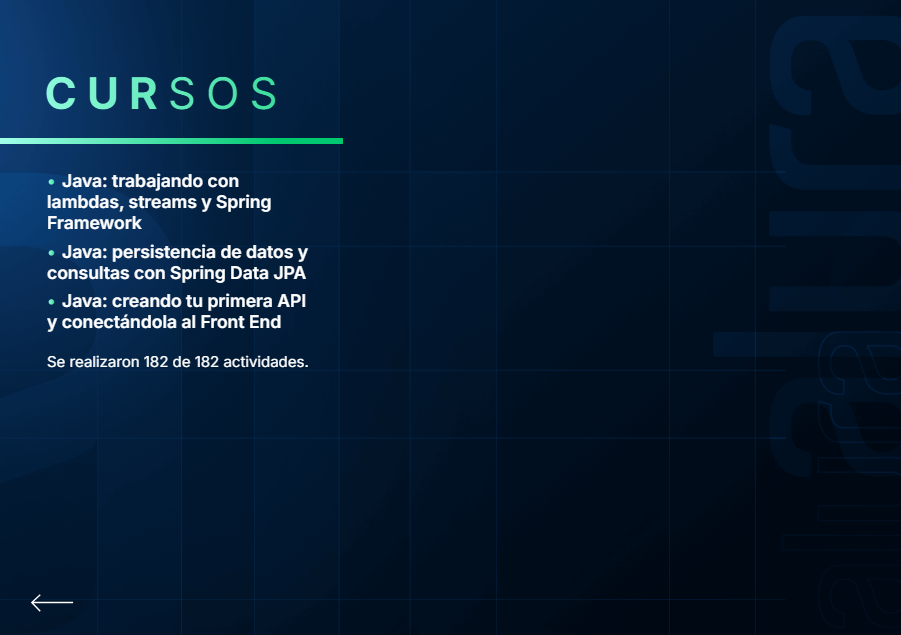 CURSOS
• Java: trabajando con
lambdas, streams y Spring
Framework
• Java: persistencia de datos y
consultas con Spring Data JPA
• Java: creando tu primera API
y conectándola al Front End
Se realizaron 182 de 182 actividades.
alura
alura